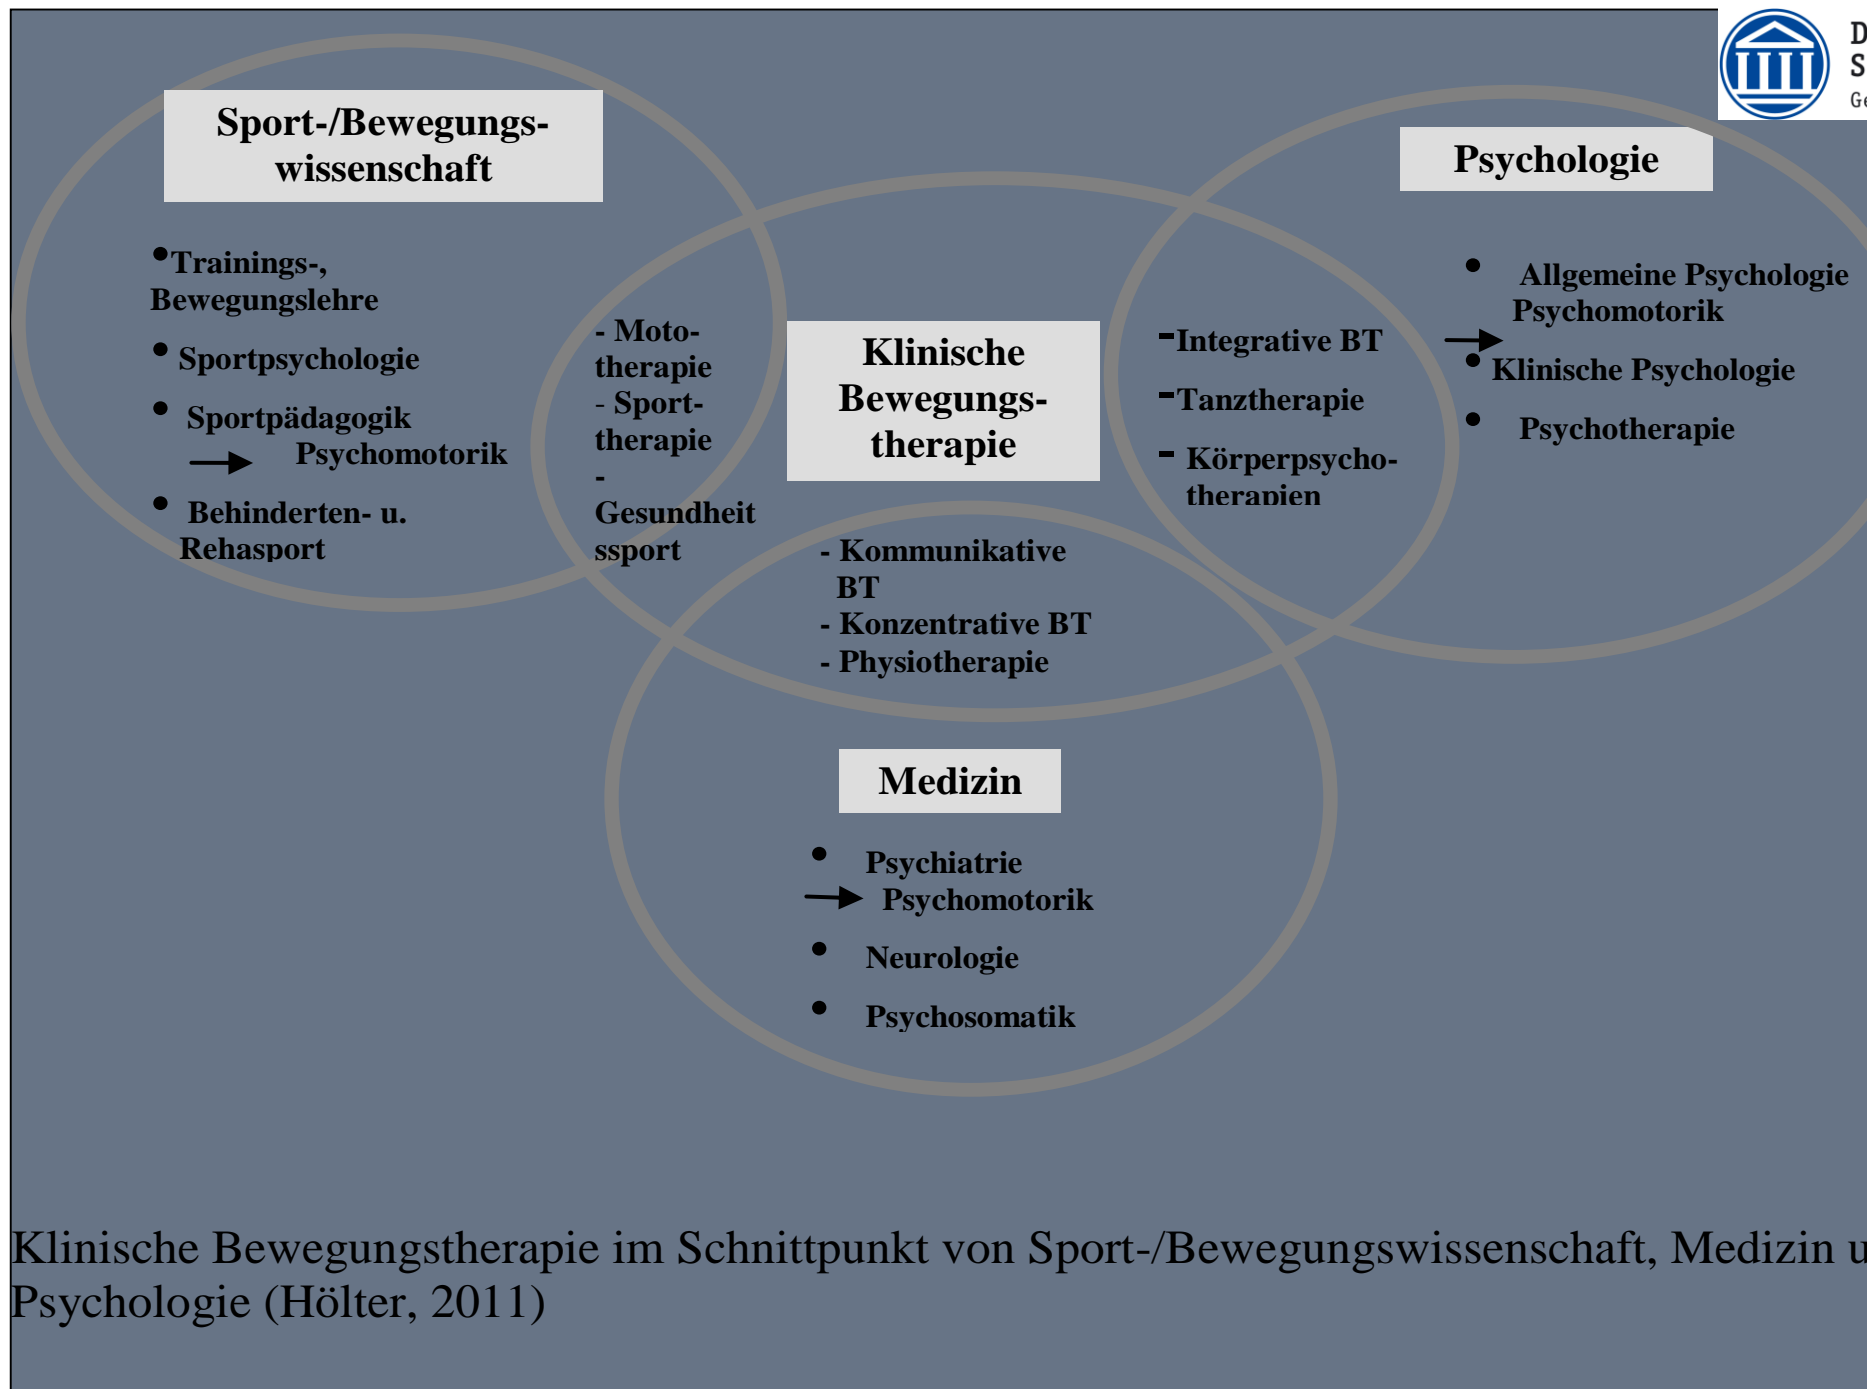 D
S
Ge
Sport-/Bewegungs-
wissenschaft
•Trainings-,
Bewegungslehre
• Sportpsychologie
• Sportpädagogik
Psychomotorik
• Behinderten- u.
Rehasport
- Moto-
therapie
- Sport-
therapie
-
Gesundheit
ssport
Klinische
Bewegungs-
therapie
- Kommunikative
BT
- Konzentrative BT
- Physiotherapie
-Integrative BT
-Tanztherapie
- Körperpsycho-
therapien
Psychologie
• Allgemeine Psychologie
Psychomotorik
• Klinische Psychologie
• Psychotherapie
Medizin
• Psychiatrie
Psychomotorik
• Neurologie
• Psychosomatik
Klinische Bewegungstherapie im Schnittpunkt von Sport-/Bewegungswissenschaft, Medizin u
Psychologie (Hölter, 2011)